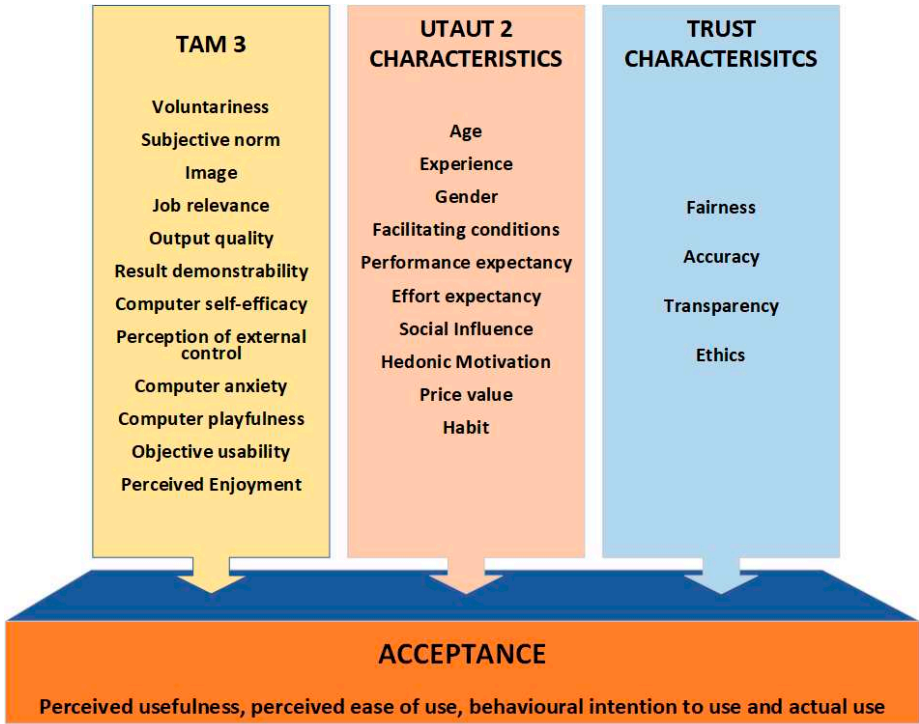 TAM 3
Voluntariness
Subjective norm
Image
Job relevance
Output quality
Result demonstrability
Computer self-efficacy
Perception of external
control
Computer anxiety
Computer playfulness
Objective usability
Perceived Enjoyment
UTAUT 2
CHARACTERISTICS
Age
Experience
Gender
Facilitating conditions
Performance expectancy
Effort expectancy
Social Influence
Hedonic Motivation
Price value
Habit
TRUST
CHARACTERISITCS
Fairness
Accuracy
Transparency
Ethics
ACCEPTANCE
Perceived usefulness, perceived ease of use, behavioural intention to use and actual use